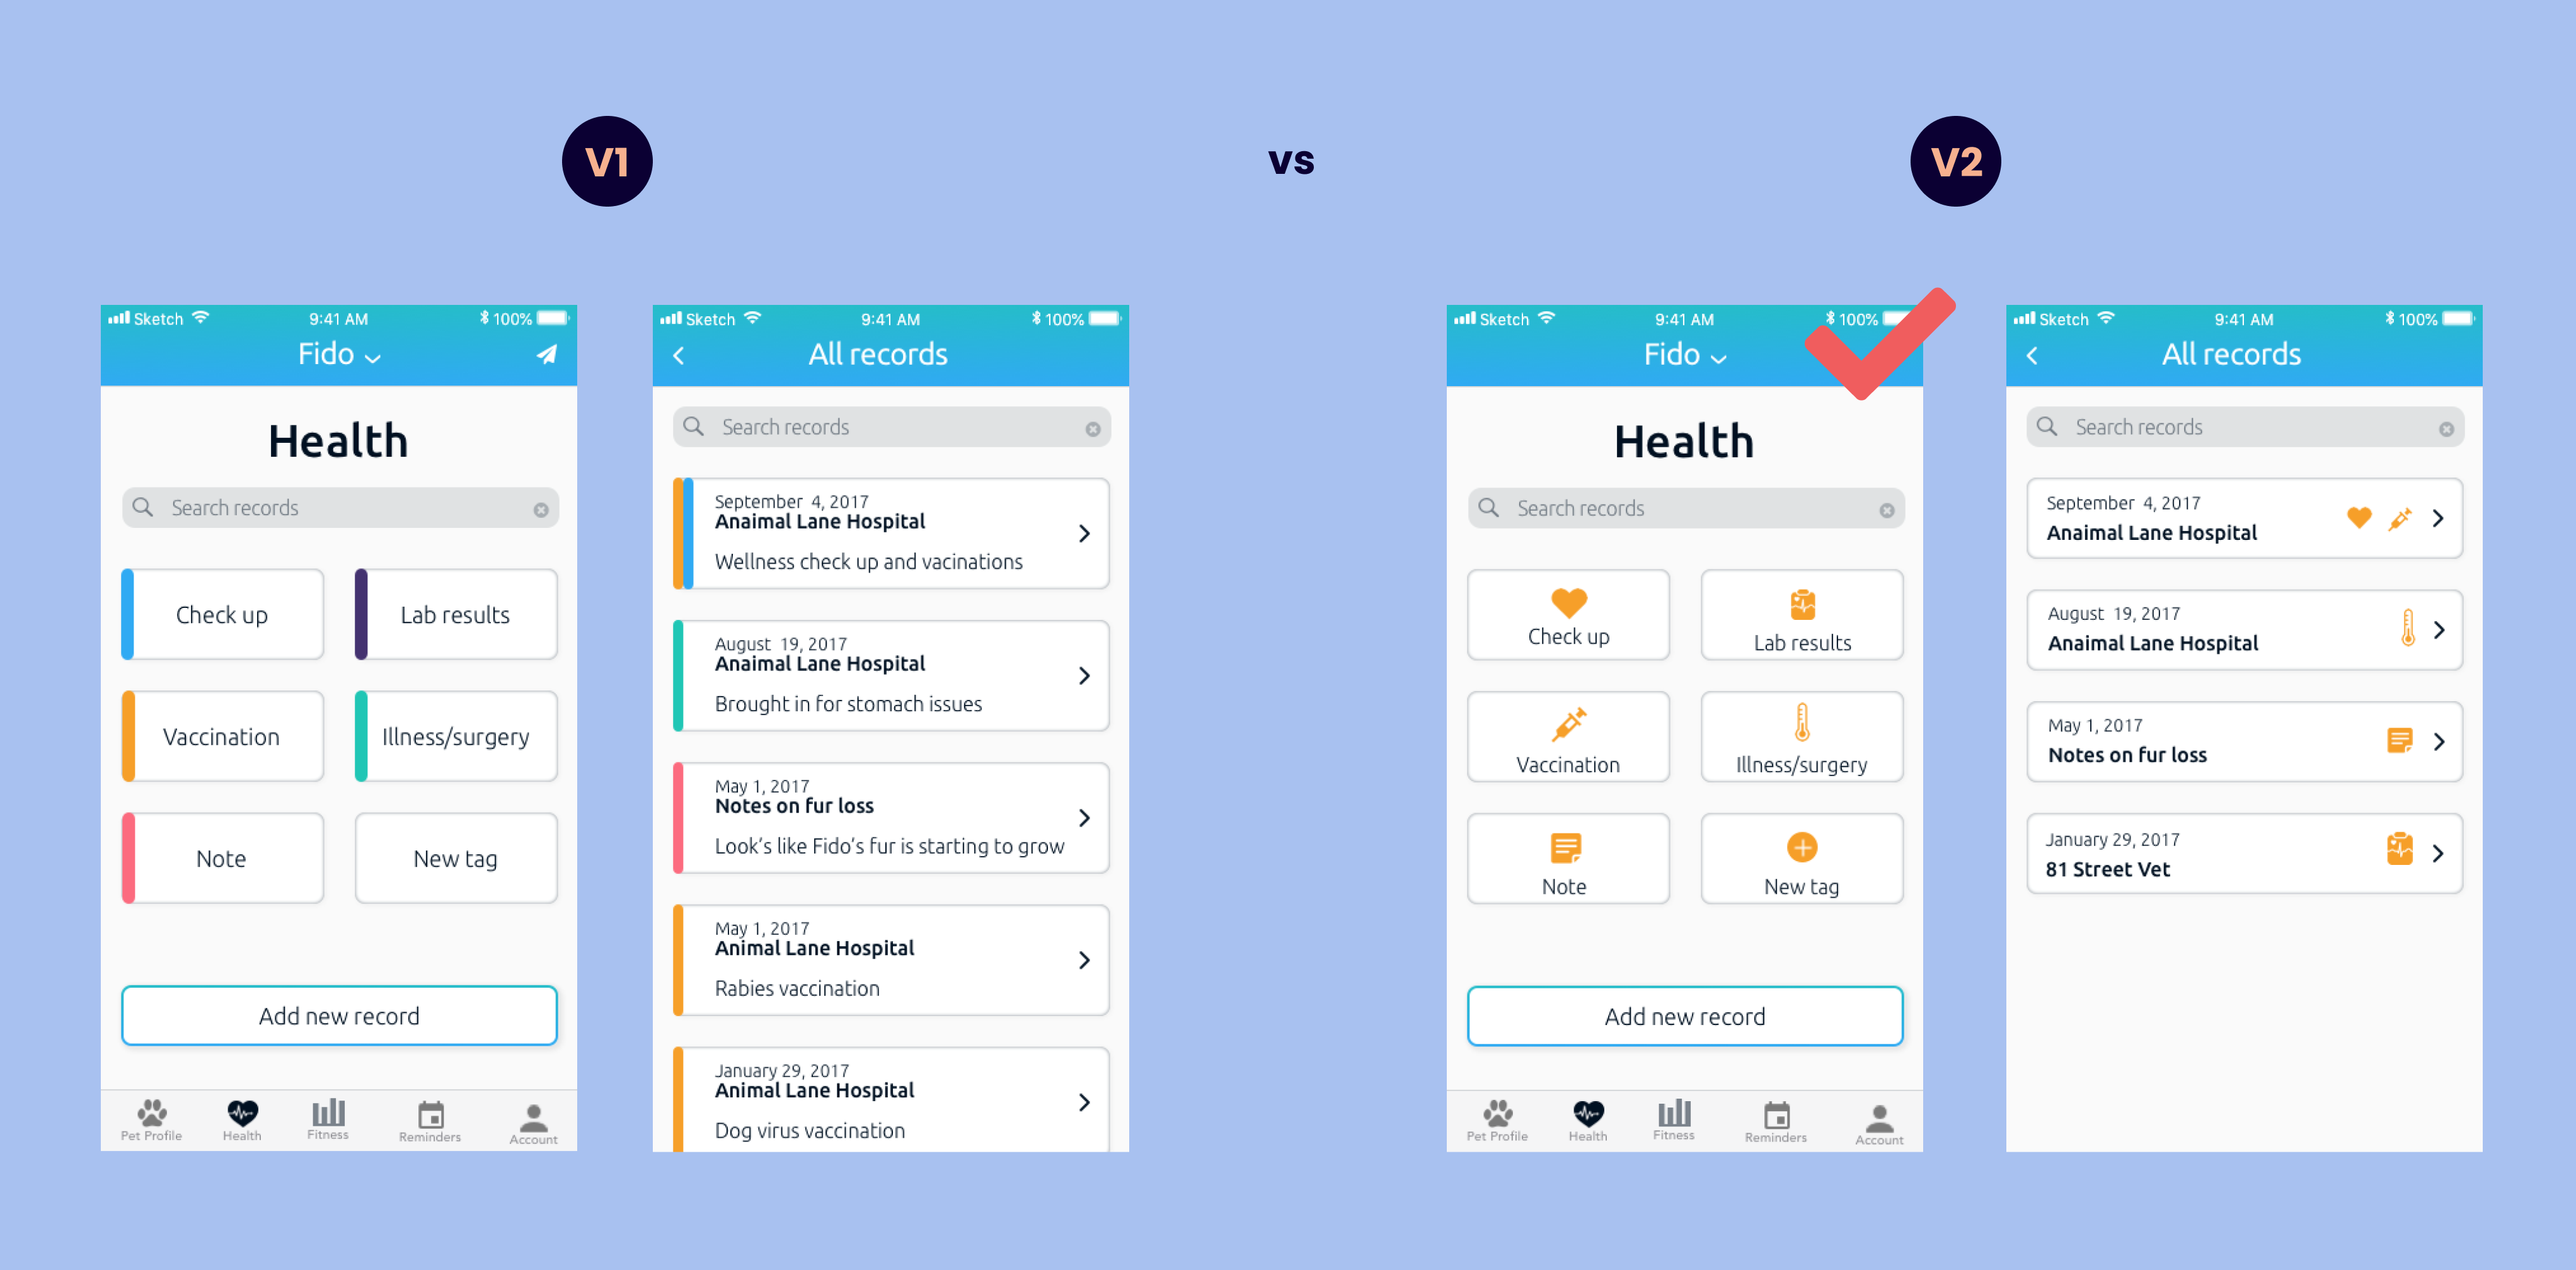 V1
vs
V2
Sketch 9:41 AM 100%
Fido
Health
Search records
Check up
Lab results
Vaccination
Illness/surgery
Note
New tag
Add new record
Pet Profile
Health
Fitness
Reminders
Account
Sketch 9:41 AM 100%
All records
Search records
September 4, 2017
Anaimal Lane Hospital
Wellness check up and vacinations
August 19, 2017
Anaimal Lane Hospital
Brought in for stomach issues
May 1, 2017
Notes on fur loss
Look's like Fido's fur is starting to grow
May 1, 2017
Animal Lane Hospital
Rabies vaccination
January 29, 2017
Animal Lane Hospital
Dog virus vaccination
Sketch 9:41 AM 100%
Fido
Health
Search records
Check up
Lab results
Vaccination
Illness/surgery
Note
New tag
Add new record
Pet Profile
Health
Fitness
Reminders
Account
Sketch 9:41 AM 100%
All records
Search records
September 4, 2017
Anaimal Lane Hospital
August 19, 2017
Anaimal Lane Hospital
May 1, 2017
Notes on fur loss
January 29, 2017
81 Street Vet